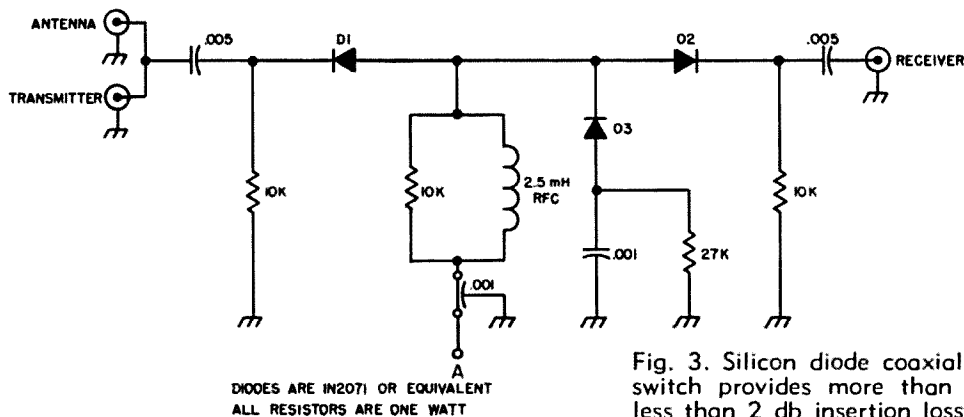 ANTENNA
TRANSMITTER
.005
D1
D2
.005
RECEIVER
10K
10K
2.5 mH
RFC
D3
.001
27K
10K
.001
A
DIODES ARE IN2071 OR EQUIVALENT
ALL RESISTORS ARE ONE WATT
Fig. 3. Silicon diode coaxial
switch provides more than
less than 2 db insertion loss